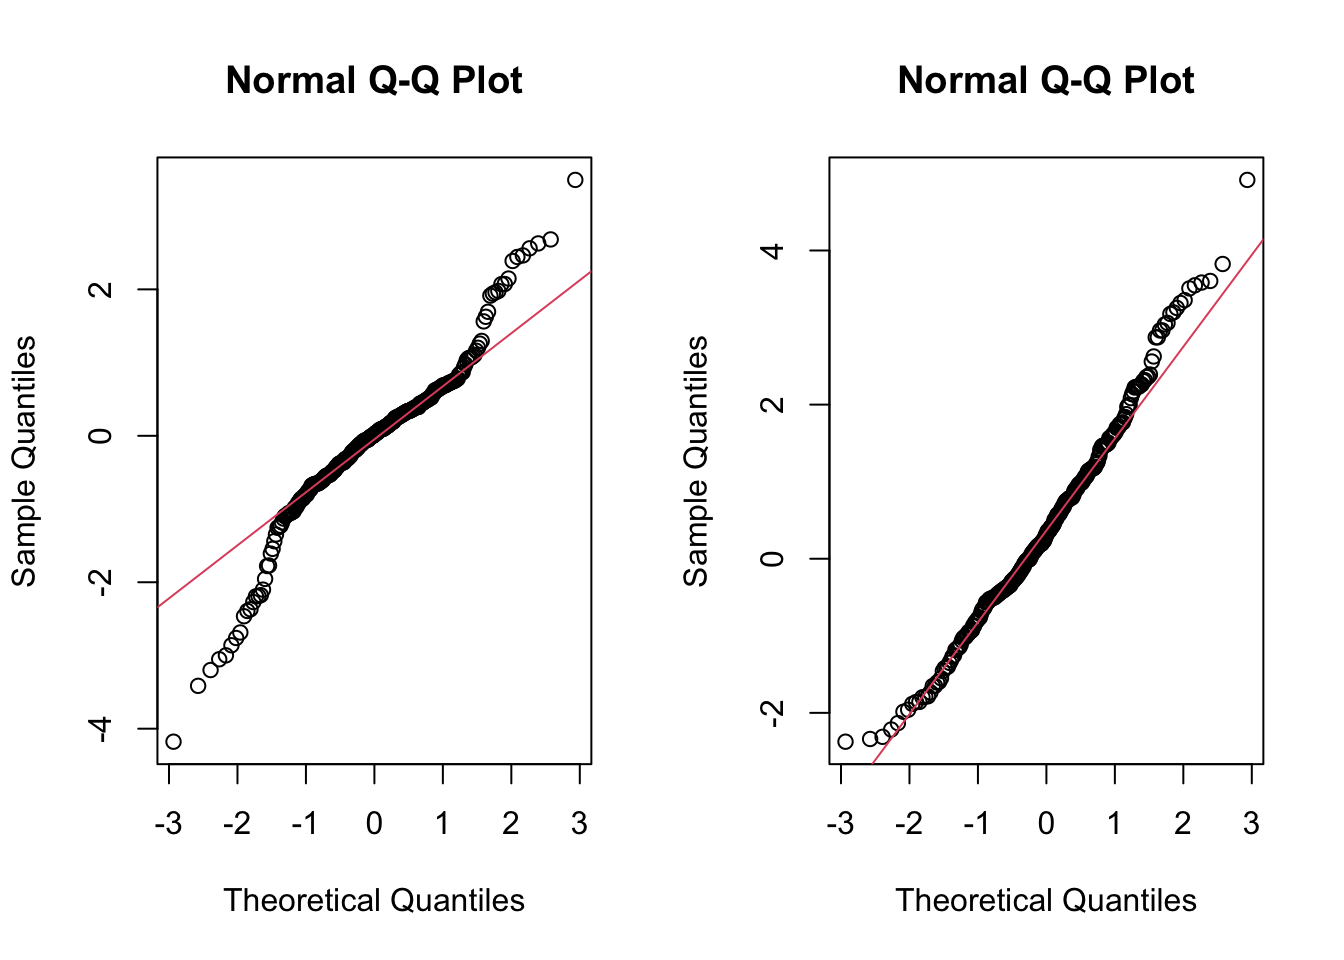 Normal Q-Q Plot
Sample Quantiles
2
0
-2
-4
-3 -2 -1 0 1 2 3
Theoretical Quantiles
Normal Q-Q Plot
Sample Quantiles
4
2
0
-2
-3 -2 -1 0 1 2 3
Theoretical Quantiles